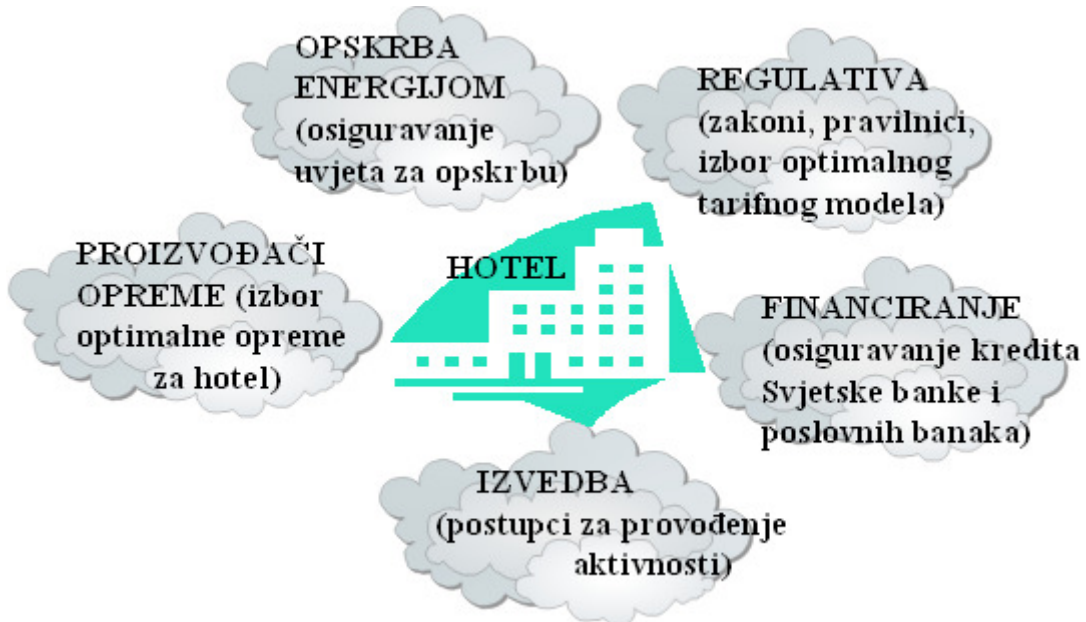 OPSKRBA
ENERGIJOM
(osiguravanje
uvjeta za opskrbu)
REGULATIVA
(zakoni, pravilnici,
izbor optimalnog
tarifnog modela)
PROIZVOĐAČI
OPREME (izbor
optimalne opreme
za hotel)
HOTEL
FINANCIRANJE
(osiguravanje kredita
Svjetske banke i
poslovnih banaka)
IZVEDBA
(postupci za provođenje
aktivnosti)